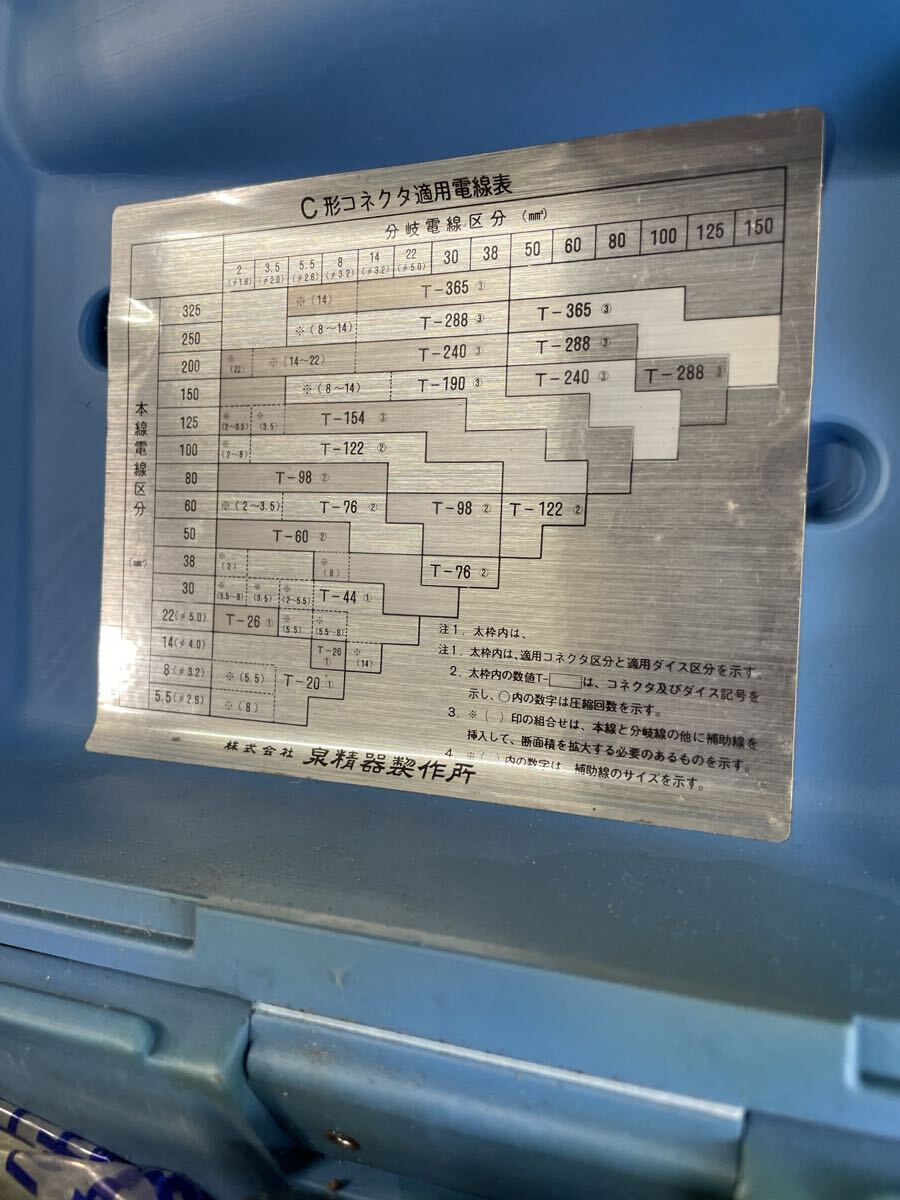 C形コネクタ適用電線表
分岐電線区分 (mm²)
2 3.5 5.5 8 14 22 30 38 50 60 80 100 125 150
(φ1.6) (φ2.0) (φ2.6) (φ3.2) (φ3.2) (φ5.0)
本線電線区分
(mm²)
325 ※(14) T-365 ③
250 ※(8〜14) T-288 ③ T-365 ③
200 ※(22) ※(14〜22) T-240 ③ T-288 ③
150 ※(8−14) T-190 ③ T-240 ③ T-288 ③
125 ※(2〜3.5) ※(3.5) T-154 ③
100 ※(2〜8) T-122 ②
80 T-98 ②
60 ※(2〜3.5) T-76 ② T-98 ② T-122 ②
50 T-60 ②
38 ※(2) ※(8) T-76 ②
30 ※(5.5〜8) ※(3.5) ※(2−5.5) T-44 ①
22(φ5.0) T-26 ① ※(5.5) ※(5.5−8)
14(φ4.0) T-26 ① ※(14)
8(φ3.2) ※(5.5) T-20 ①
5.5(φ2.6) ※(8)
注1. 太枠内は、
注1. 太枠内は、適用コネクタ区分と適用ダイス区分を示す。
2. 太枠内の数値T-□は、コネクタ及びダイス記号を
示し、○内の数字は圧縮回数を示す。
3. ※( )印の組合せは、本線と分岐線の他に補助線を
挿入して、断面積を拡大する必要のあるものを示す。
4. ※( )内の数字は、補助線のサイズを示す。
株式会社 泉精器製作所